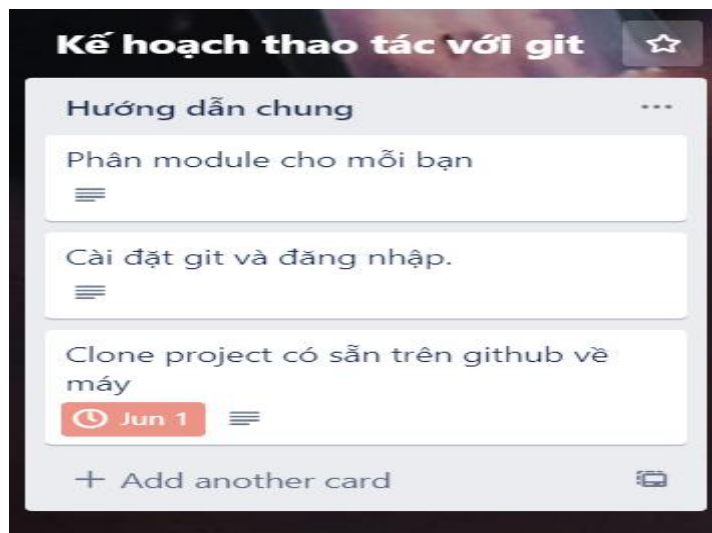 Kế hoạch thao tác với git
Hướng dẫn chung
Phân module cho mỗi bạn
Cài đặt git và đăng nhập.
Clone project có sẵn trên github về
máy
Jun 1
+ Add another card